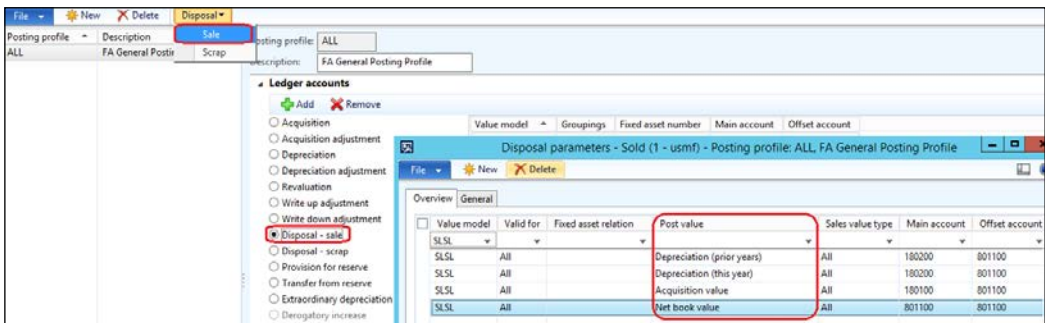 File New Delete Disposal
Sale
Scrap
Posting profile Description
ALL FA General Postin
osting profile: ALL
escription: FA General Posting Profile
Ledger accounts
Add Remove
Acquisition
Acquisition adjustment
Depreciation
Depreciation adjustment
Revaluation
Write up adjustment
Write down adjustment
Disposal - sale
Disposal - scrap
Provision for reserve
Transfer from reserve
Extraordinary depreciation
Derogatory increase
Value model Groupings Fixed asset number Main account Offset account
Disposal parameters - Sold (1 - usmf) - Posting profile: ALL, FA General Posting Profile
File New Delete
Overview General
Value model Valid for Fixed asset relation Post value Sales value type Main account Offset account
SLSL
SLSL All Depreciation (prior years) All 180200 801100
SLSL All Depreciation (this year) All 180200 801100
SLSL All Acquisition value All 180100 801100
SLSL All Net book value All 801100 801100